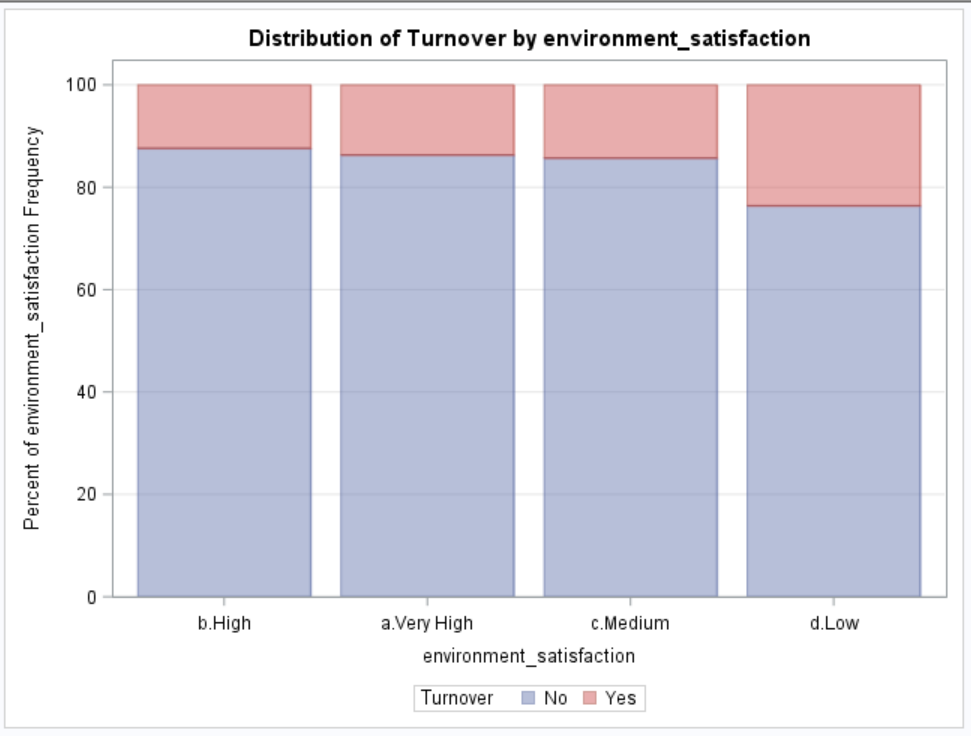 Distribution of Turnover by environment_satisfaction
Percent of environment_satisfaction Frequency
100
80
60
40
20
0
b.High a.Very High c.Medium d.Low
environment_satisfaction
Turnover No Yes